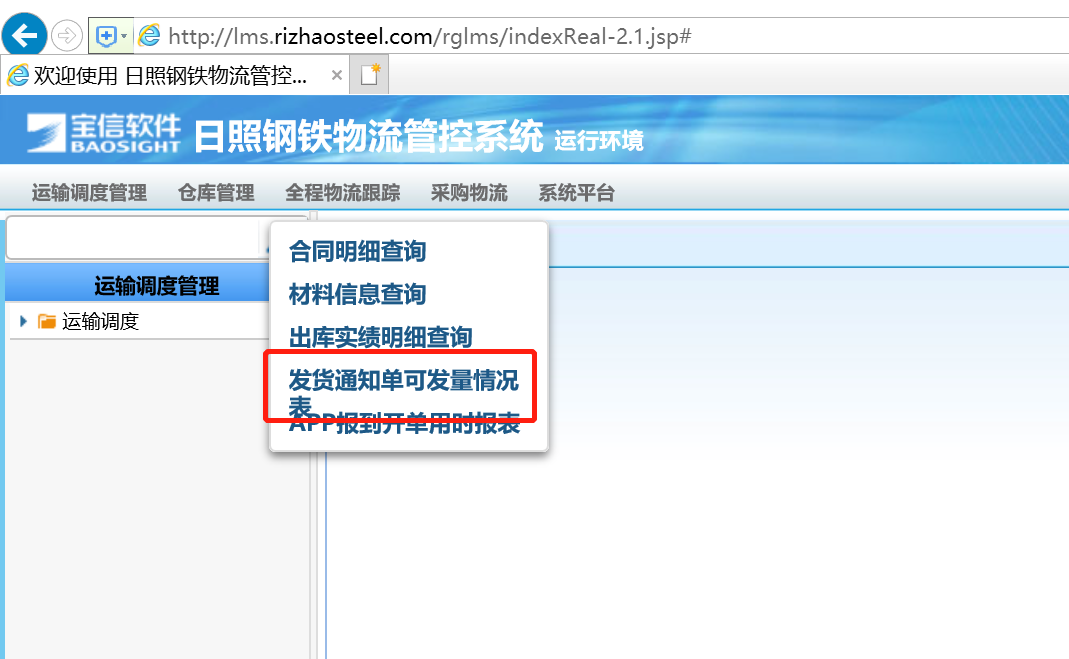 http://lms.rizhaosteel.com/rglms/indexReal-2.1.jsp#
欢迎使用 日照钢铁物流管控...
宝信软件
BAOSIGHT
日照钢铁物流管控系统 运行环境
运输调度管理 仓库管理 全程物流跟踪 采购物流 系统平台
合同明细查询
运输调度管理
材料信息查询
运输调度
出库实绩明细查询
发货通知单可发量情况
表
APP报到开单用时报表